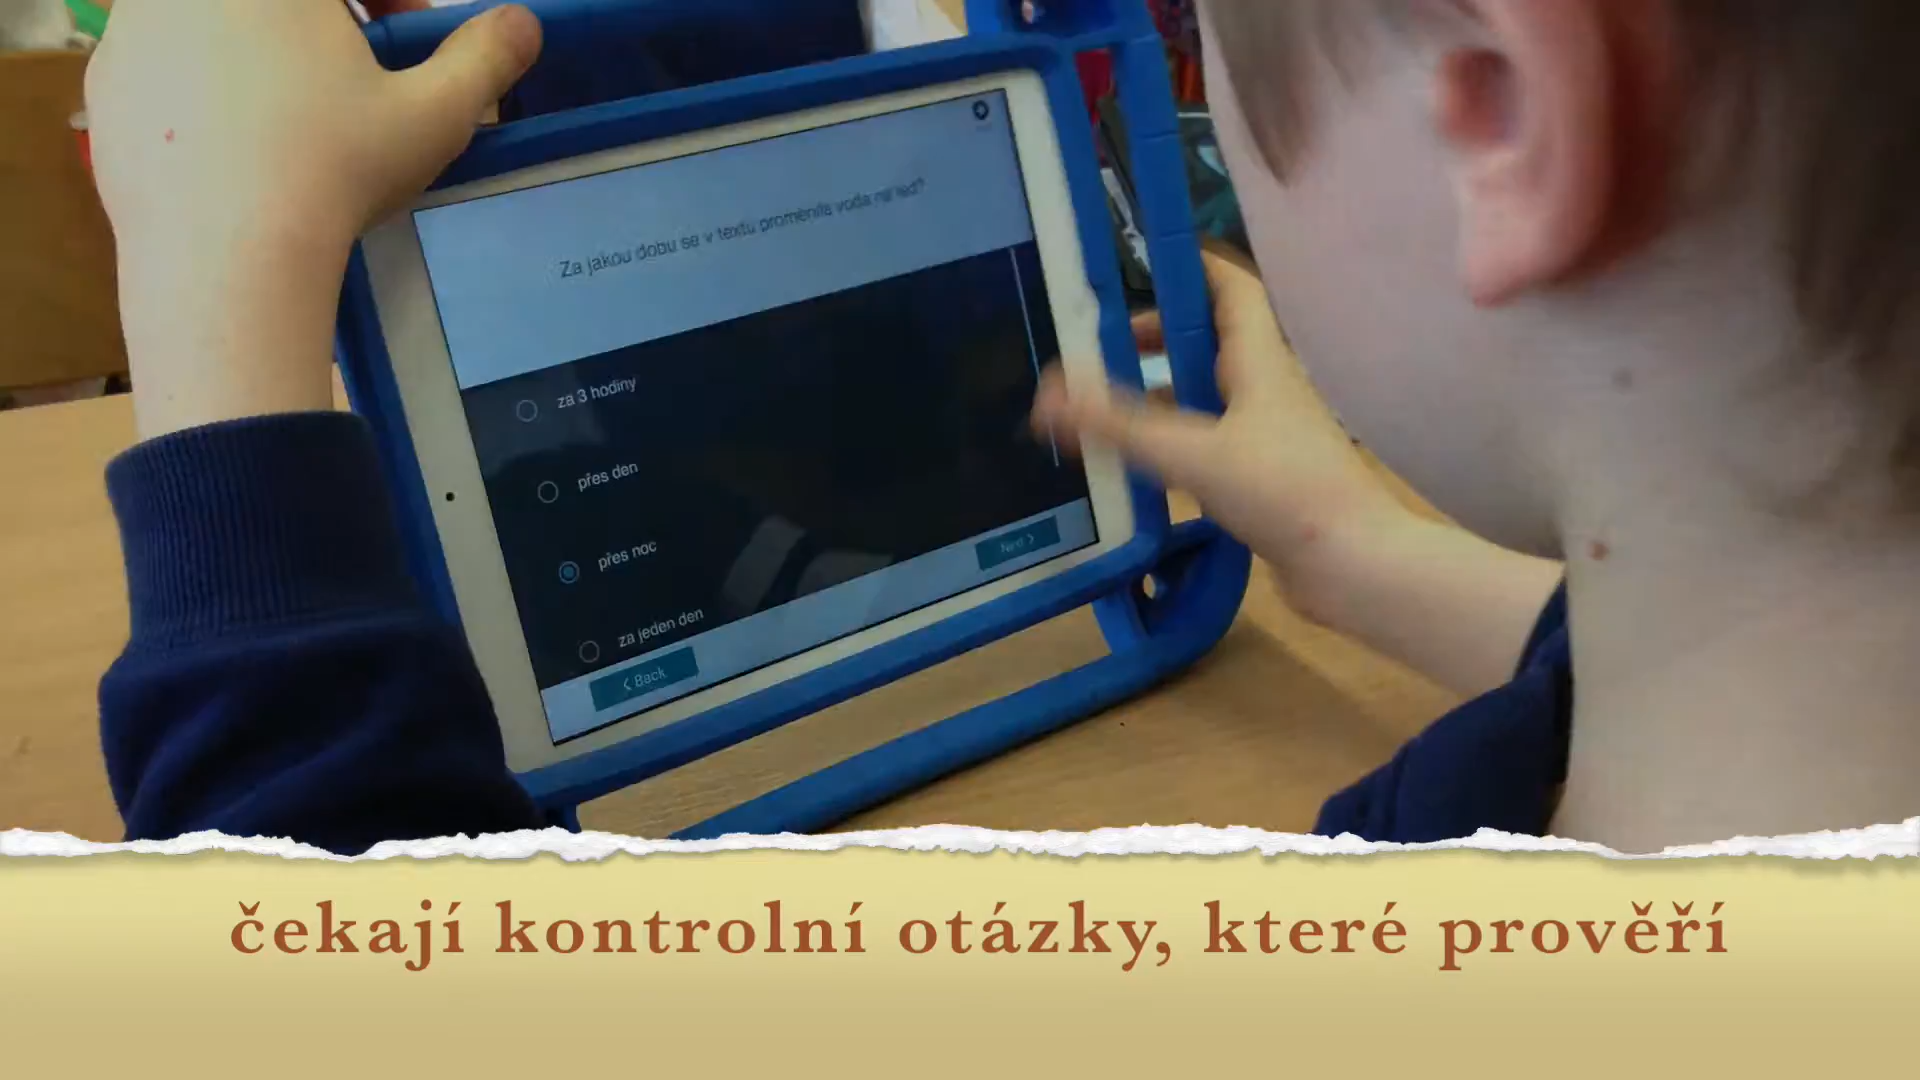 Za jakou dobu se v textu proměnila voda na led?
za 3 hodiny
přes den
přes noc
za jeden den
Back
Next
čekají kontrolní otázky, které prověří